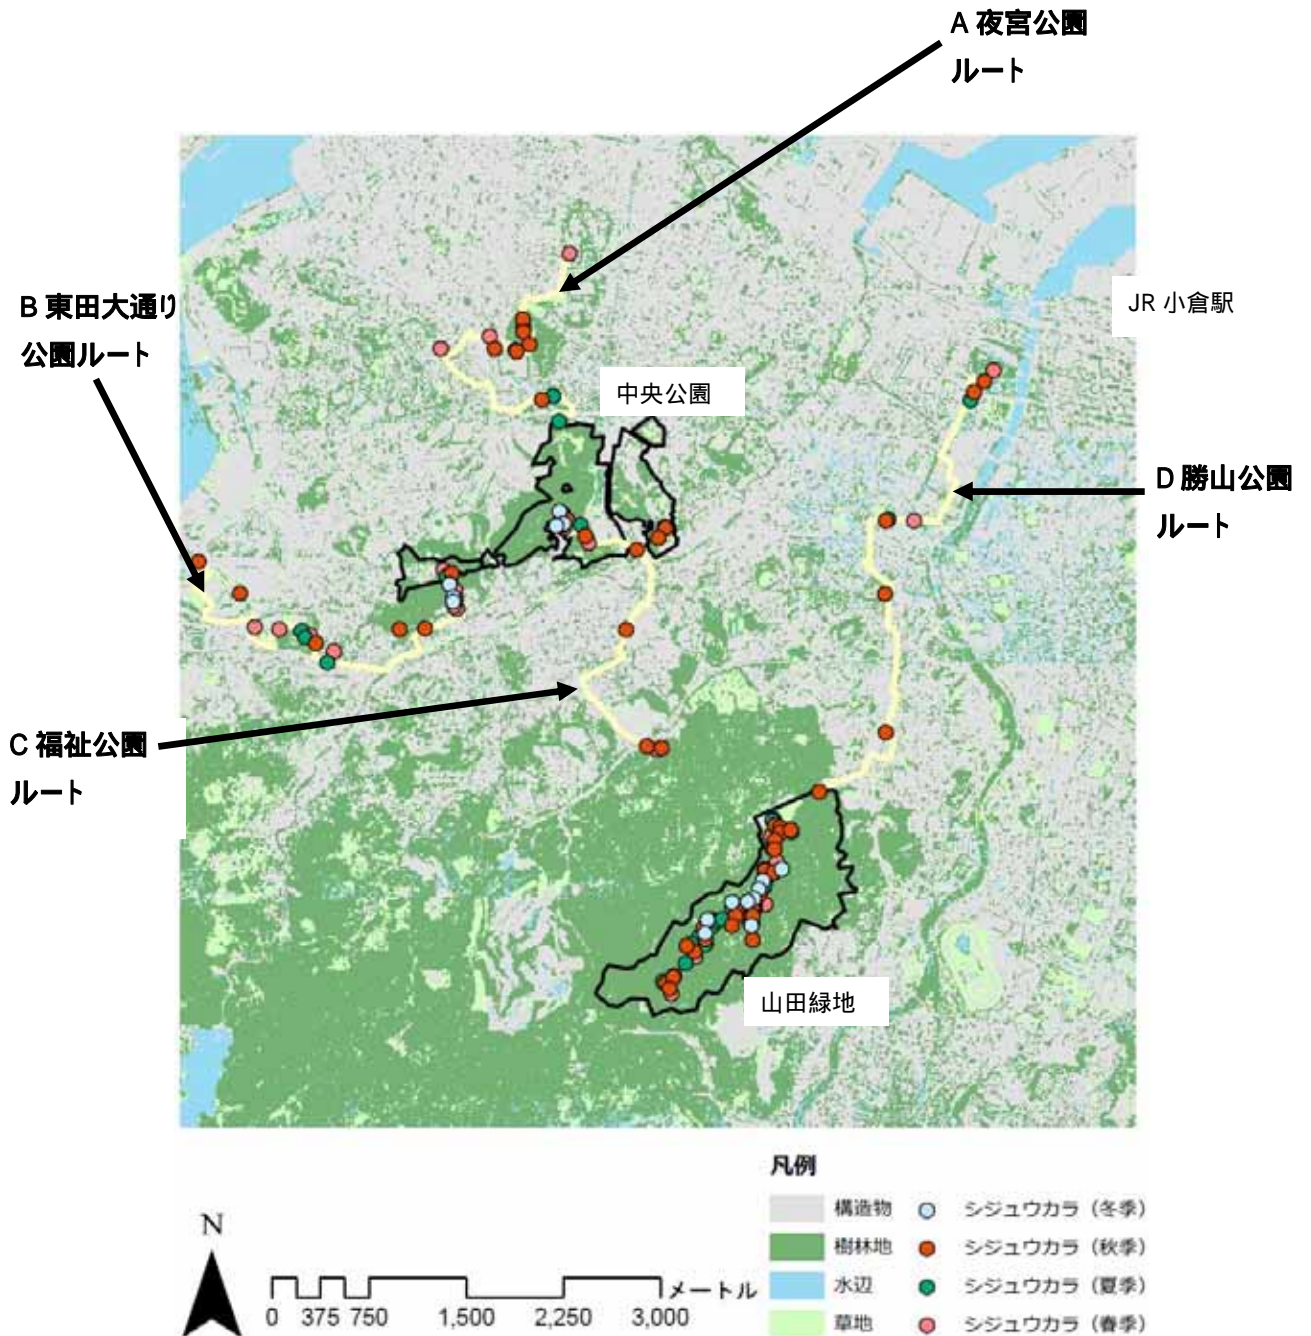 A 夜宮公園
ルート
B 東田大通り
公園ルート
JR 小倉駅
中央公園
D 勝山公園
ルート
C 福祉公園
ルート
山田緑地
凡例
構造物 シジュウカラ（冬季）
樹林地 シジュウカラ（秋季）
水辺 シジュウカラ（夏季）
草地 シジュウカラ（春季）
N
メートル
0 375 750 1,500 2,250 3,000